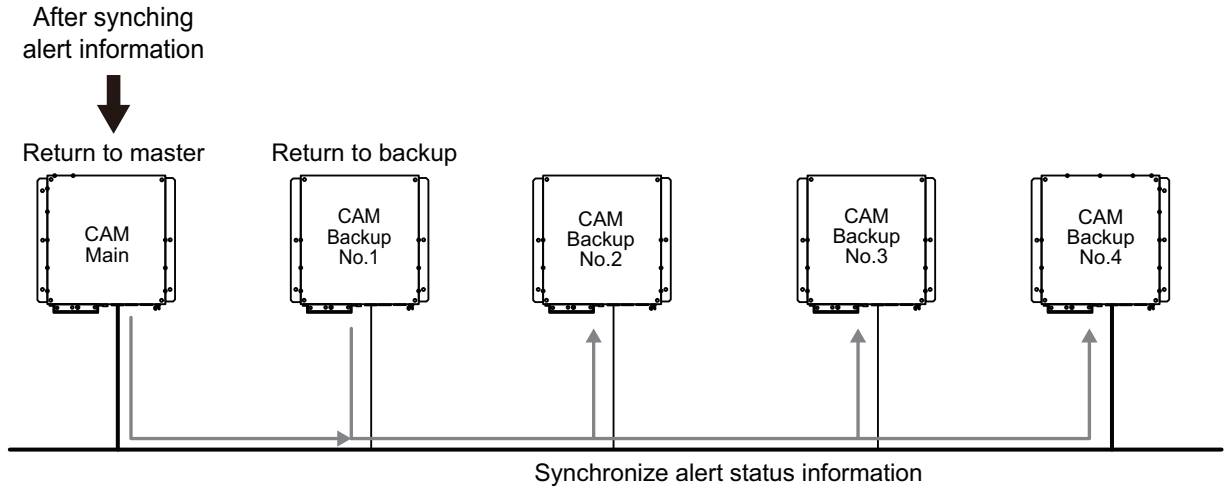 After synching
alert information
Return to master
Return to backup
CAM
Main
CAM
Backup
No.1
CAM
Backup
No.2
CAM
Backup
No.3
CAM
Backup
No.4
Synchronize alert status information